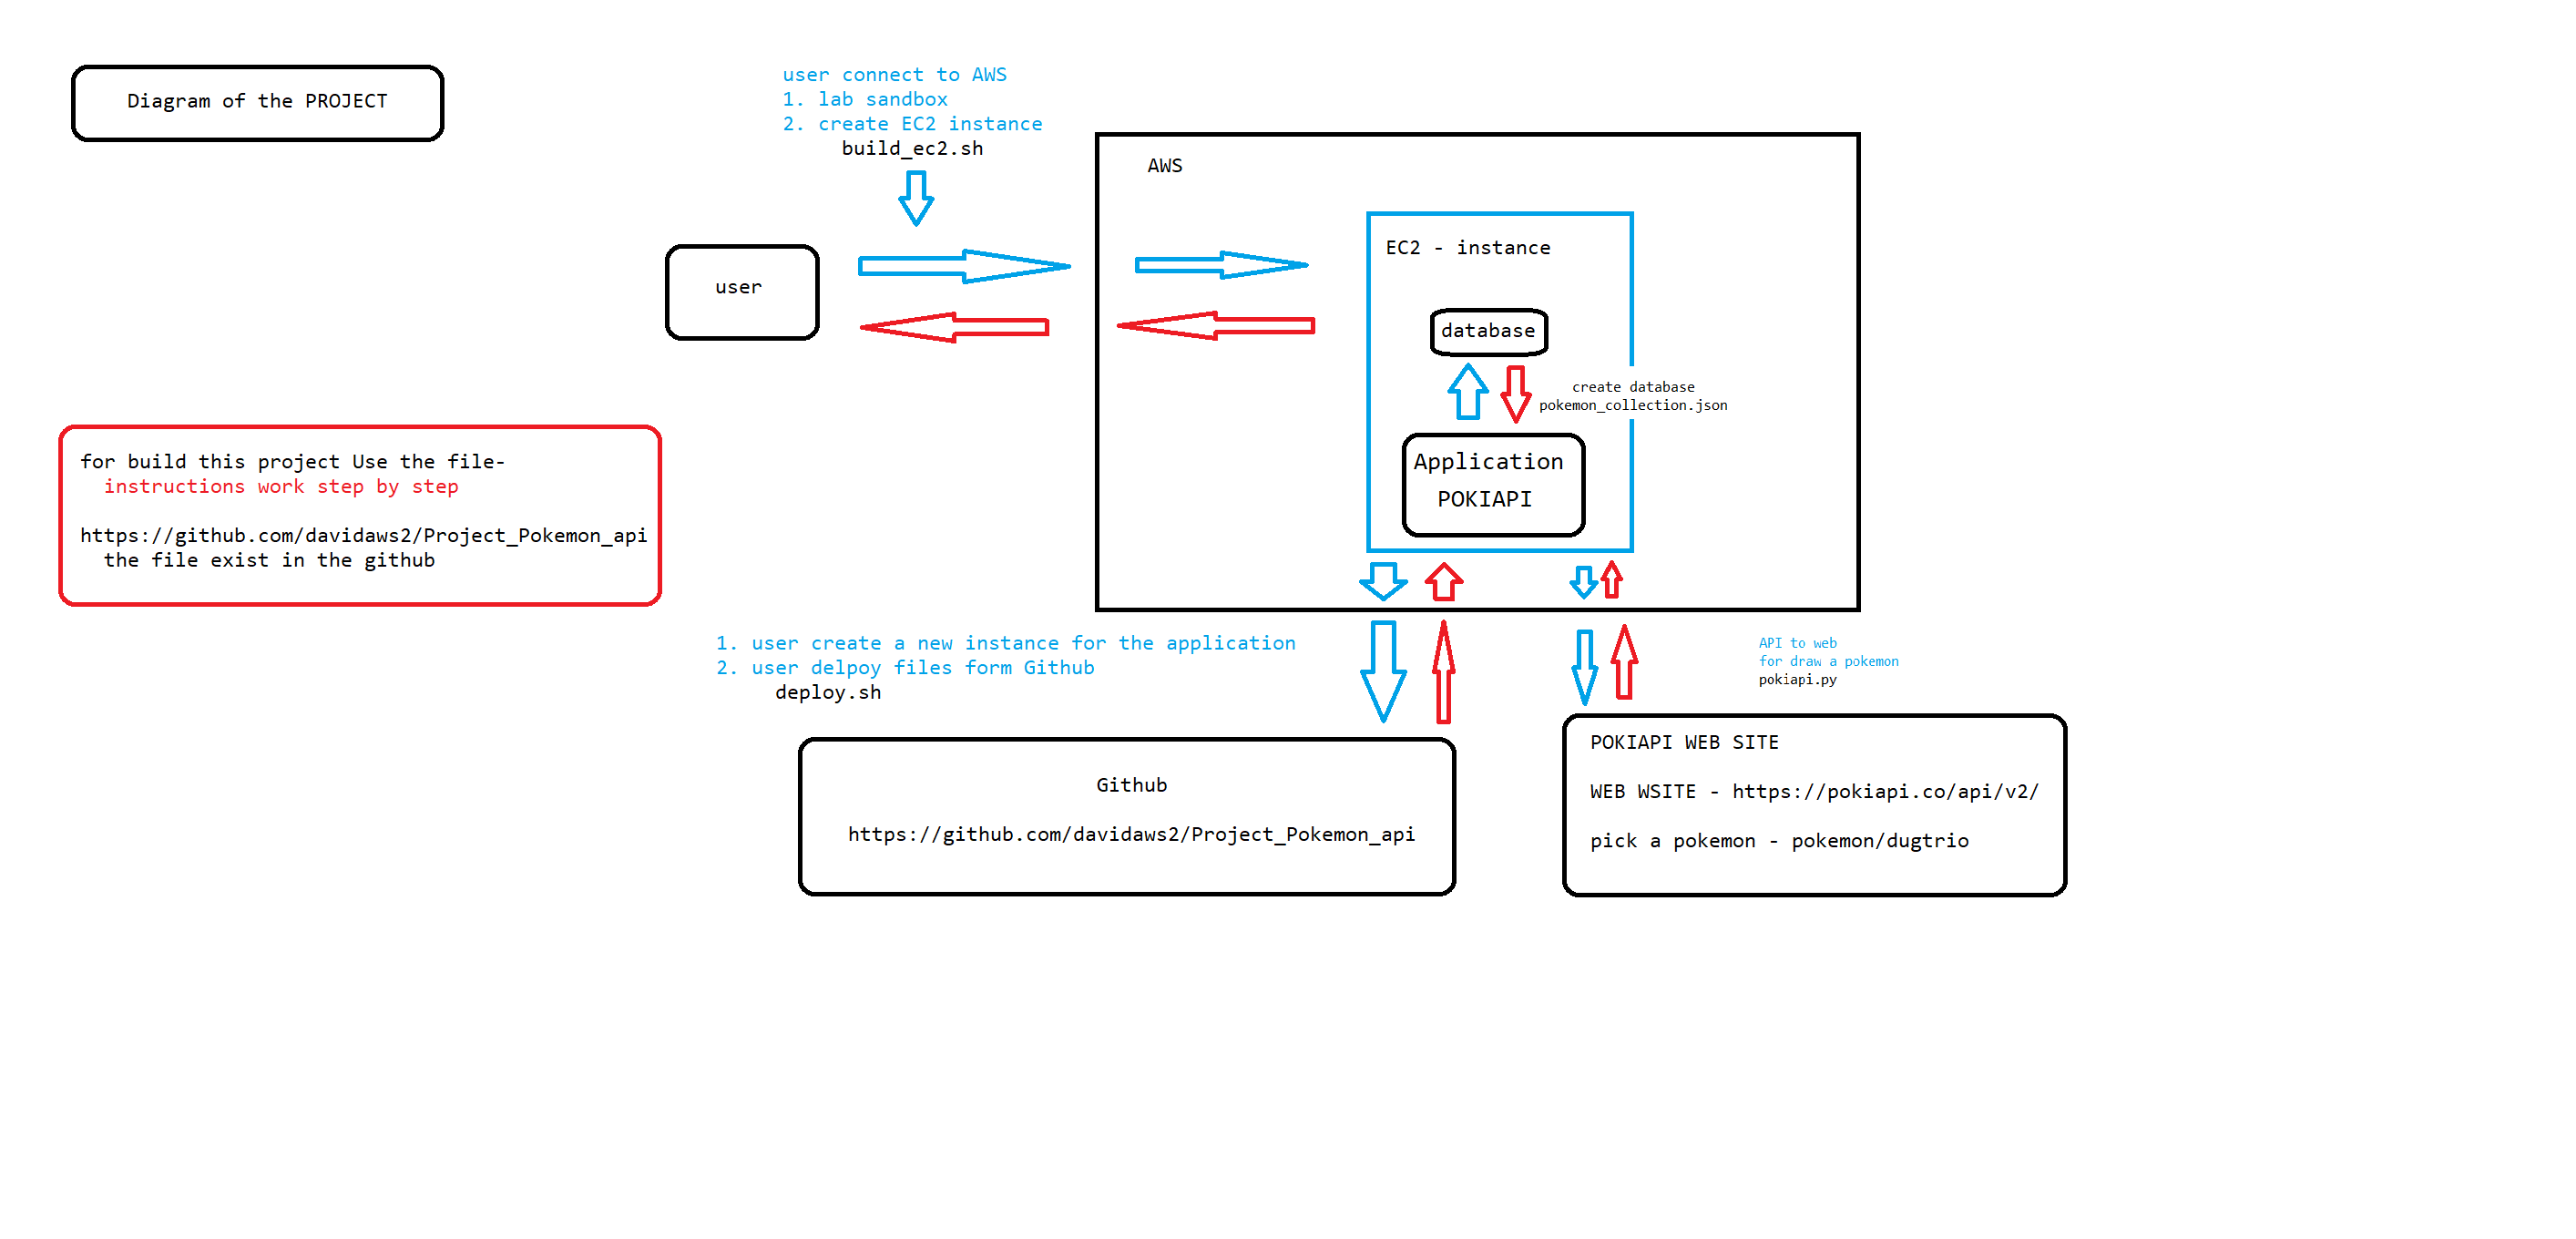 Diagram of the PROJECT
user connect to AWS
1. lab sandbox
2. create EC2 instance
build_ec2.sh
AWS
EC2 - instance
user
database
create database
pokemon_collection.json
Application
POKIAPI
for build this project Use the file-
instructions work step by step
https://github.com/davidaws2/Project_Pokemon_api
the file exist in the github
1. user create a new instance for the application
2. user delpoy files form Github
deploy.sh
API to web
for draw a pokemon
pokiapi.py
Github
https://github.com/davidaws2/Project_Pokemon_api
POKIAPI WEB SITE
WEB WSITE - https://pokiapi.co/api/v2/
pick a pokemon - pokemon/dugtrio